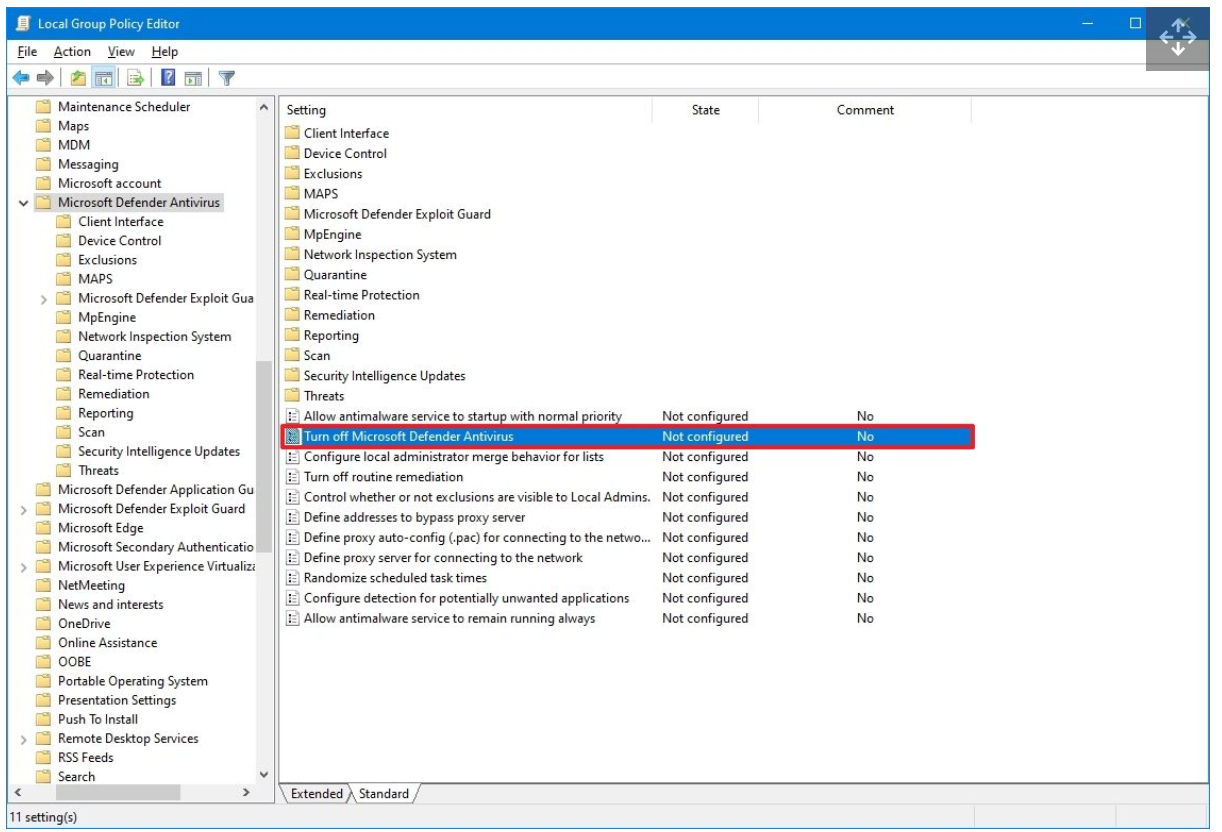 Local Group Policy Editor
File Action View Help
Maintenance Scheduler
Maps
MDM
Messaging
Microsoft account
Microsoft Defender Antivirus
Client Interface
Device Control
Exclusions
MAPS
Microsoft Defender Exploit Gua
MpEngine
Network Inspection System
Quarantine
Real-time Protection
Remediation
Reporting
Scan
Security Intelligence Updates
Threats
Microsoft Defender Application Gu
Microsoft Defender Exploit Guard
Microsoft Edge
Microsoft Secondary Authenticatio
Microsoft User Experience Virtualiza
NetMeeting
News and interests
OneDrive
Online Assistance
OOBE
Portable Operating System
Presentation Settings
Push To Install
Remote Desktop Services
RSS Feeds
Search
Setting State Comment
Client Interface
Device Control
Exclusions
MAPS
Microsoft Defender Exploit Guard
MpEngine
Network Inspection System
Quarantine
Real-time Protection
Remediation
Reporting
Scan
Security Intelligence Updates
Threats
Allow antimalware service to startup with normal priority Not configured No
Turn off Microsoft Defender Antivirus Not configured No
Configure local administrator merge behavior for lists Not configured No
Turn off routine remediation Not configured No
Control whether or not exclusions are visible to Local Admins. Not configured No
Define addresses to bypass proxy server Not configured No
Define proxy auto-config (.pac) for connecting to the netwo... Not configured No
Define proxy server for connecting to the network Not configured No
Randomize scheduled task times Not configured No
Configure detection for potentially unwanted applications Not configured No
Allow antimalware service to remain running always Not configured No
Extended Standard
11 setting(s)